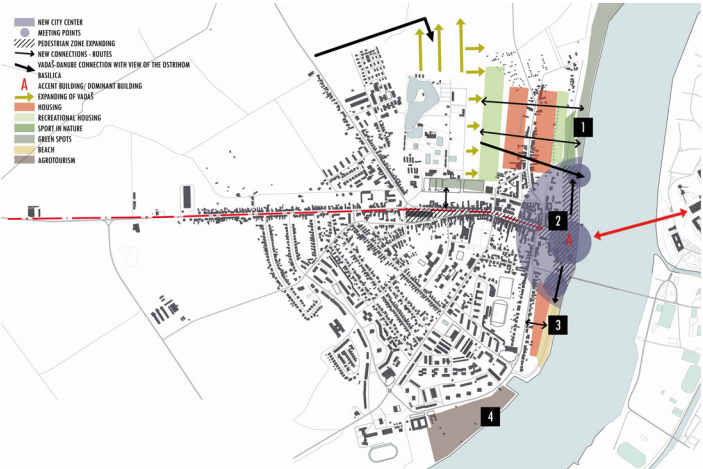 NEW CITY CENTER
MEETING POINTS
PEDESTRIAN ZONE EXPANDING
NEW CONNECTIONS - ROUTES
VADAŠ-DANUBE CONNECTION WITH VIEW OF THE OSTRIHOM
BASILICA
A ACCENT BUILDING/ DOMINANT BUILDING
EXPANDING OF VADAŠ
HOUSING
RECREATIONAL HOUSING
SPORT IN NATURE
GREEN SPOTS
BEACH
AGROTOURISM
1
2
A
3
4